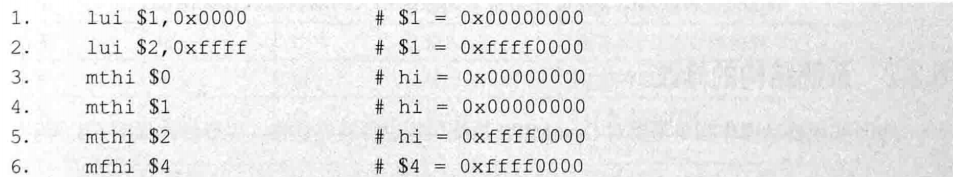 1. lui $1,0x0000 # $1 = 0x00000000
2. lui $2,0xffff # $1 = 0xffff0000
3. mthi $0 # hi = 0x00000000
4. mthi $1 # hi = 0x00000000
5. mthi $2 # hi = 0xffff0000
6. mfhi $4 # $4 = 0xffff0000